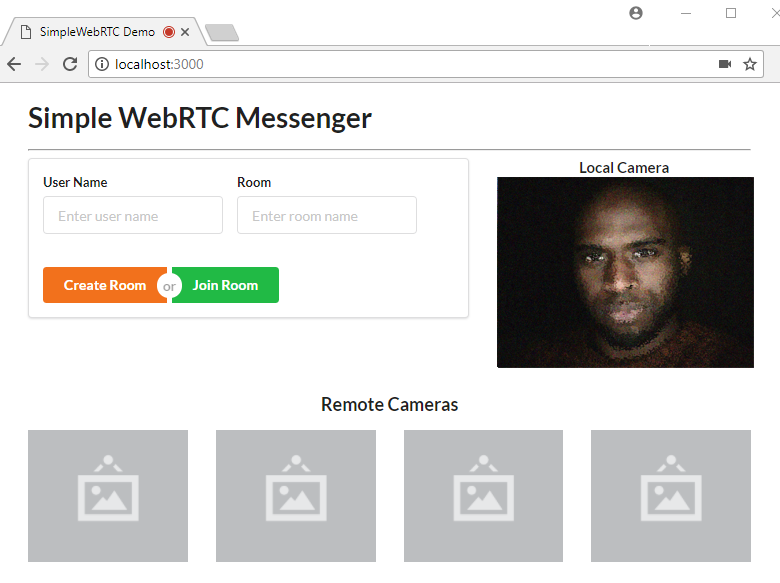 SimpleWebRTC Demo
localhost:3000
Simple WebRTC Messenger
User Name
Room
Local Camera
Enter user name
Enter room name
Create Room or Join Room
Remote Cameras